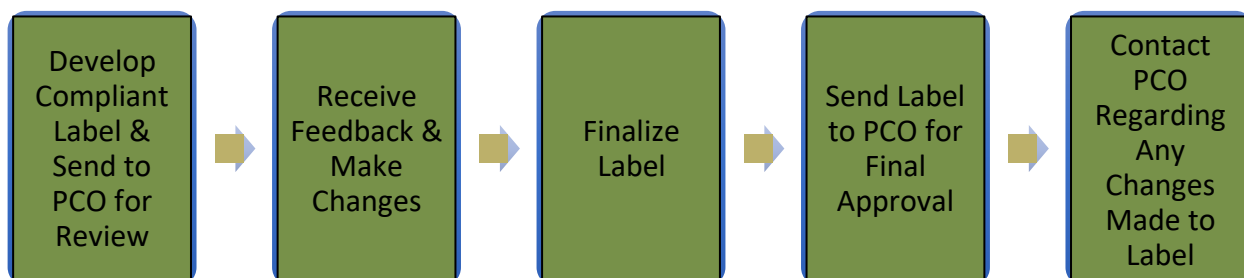 Develop
Compliant
Label &
Send to
PCO for
Review
Receive
Feedback &
Make
Changes
Finalize
Label
Send Label
to PCO for
Final
Approval
Contact
PCO
Regarding
Any
Changes
Made to
Label